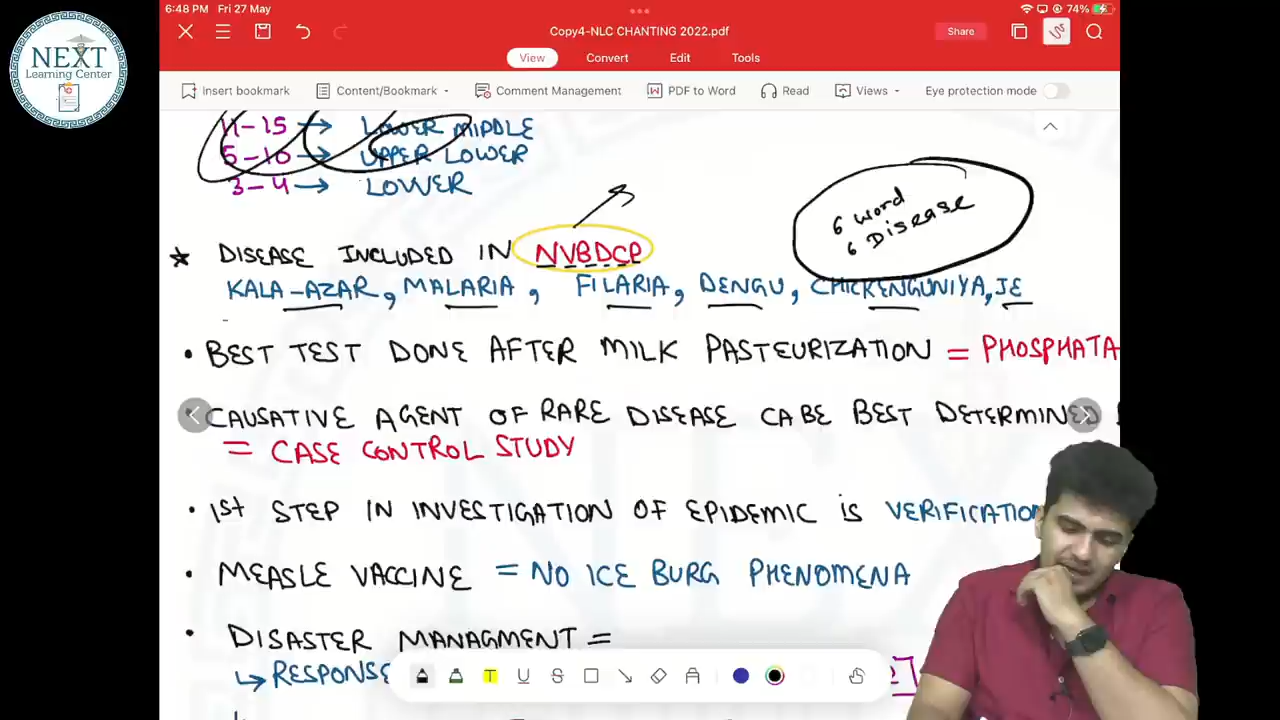 6:48 PM Fri 27 May
74%
NEXT
Learning Center
Copy4-NLC CHANTING 2022.pdf
Share
View Convert Edit Tools
Insert bookmark Content/Bookmark Comment Management PDF to Word Read Views Eye protection mode
11-15 → LOWER MIDDLE
5-10 → UPPER LOWER
3-4 → LOWER
6 word
6 Disease
★ DISEASE INCLUDED IN NVBDCP
KALA-AZAR, MALARIA, FILARIA, DENGU, CHICKENGUNIYA, JE
• BEST TEST DONE AFTER MILK PASTEURIZATION = PHOSPHATA
• CAUSATIVE AGENT OF RARE DISEASE CABE BEST DETERMINED
= CASE CONTROL STUDY
• 1st STEP IN INVESTIGATION OF EPIDEMIC is VERIFICATION
• MEASLE VACCINE = NO ICE BURG PHENOMENA
• DISASTER MANAGMENT =
↳ RESPONSE